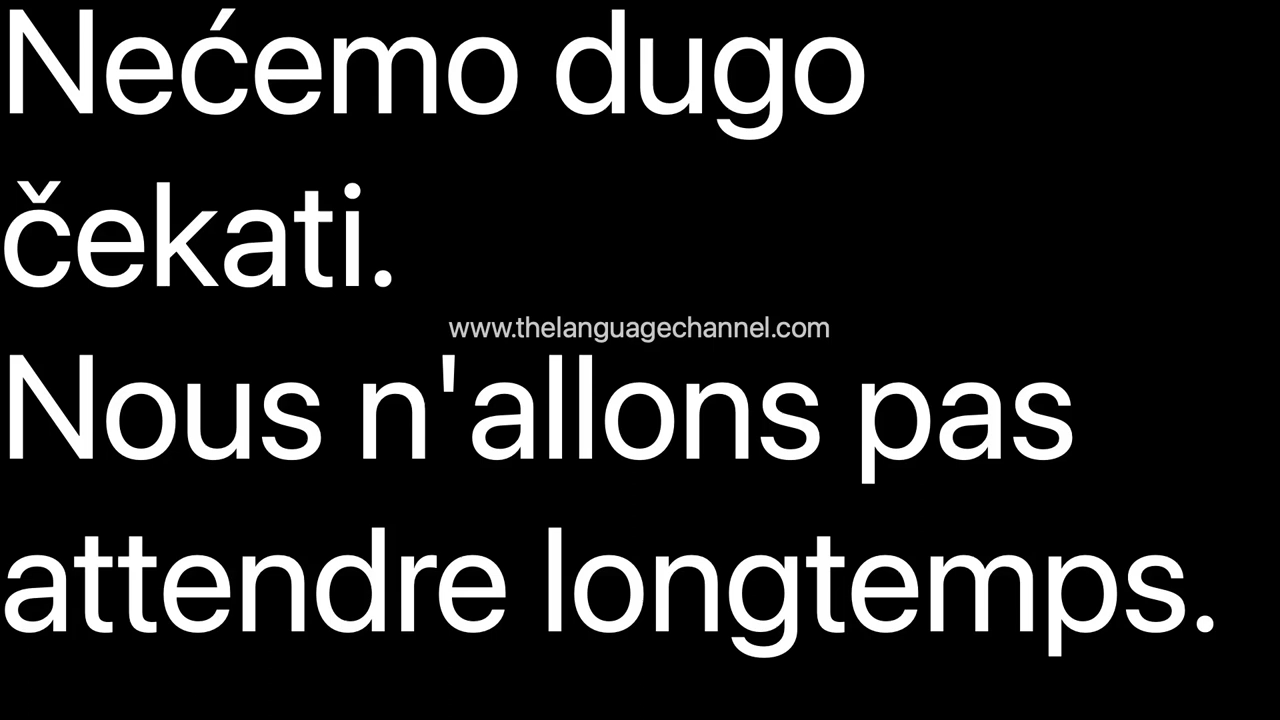 Nećemo dugo
čekati.
www.thelanguagechannel.com
Nous n'allons pas
attendre longtemps.